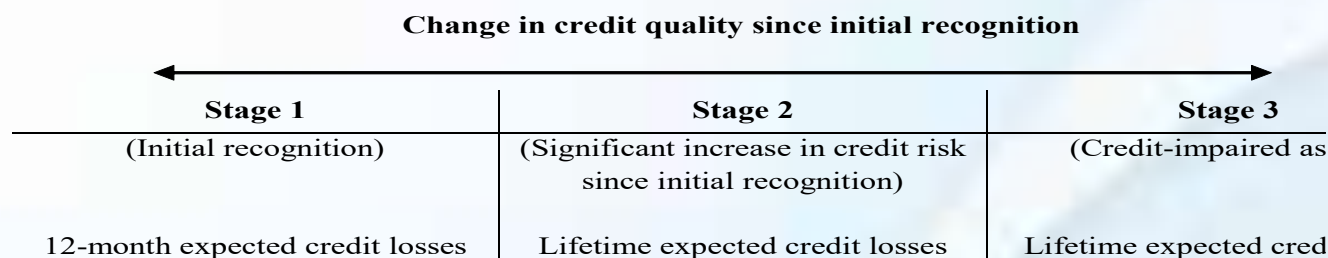 Change in credit quality since initial recognition
Stage 1 Stage 2 Stage 3
(Initial recognition) (Significant increase in credit risk (Credit-impaired as
since initial recognition)
12-month expected credit losses Lifetime expected credit losses Lifetime expected cred